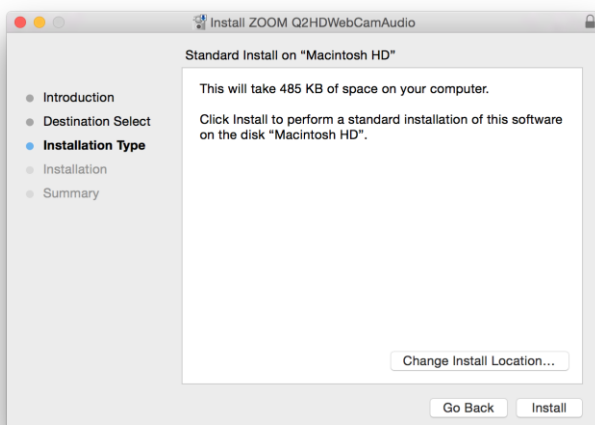 Install ZOOM Q2HDWebCamAudio
Standard Install on “Macintosh HD”
Introduction
Destination Select
Installation Type
Installation
Summary
This will take 485 KB of space on your computer.
Click Install to perform a standard installation of this software
on the disk “Macintosh HD”.
Change Install Location...
Go Back
Install